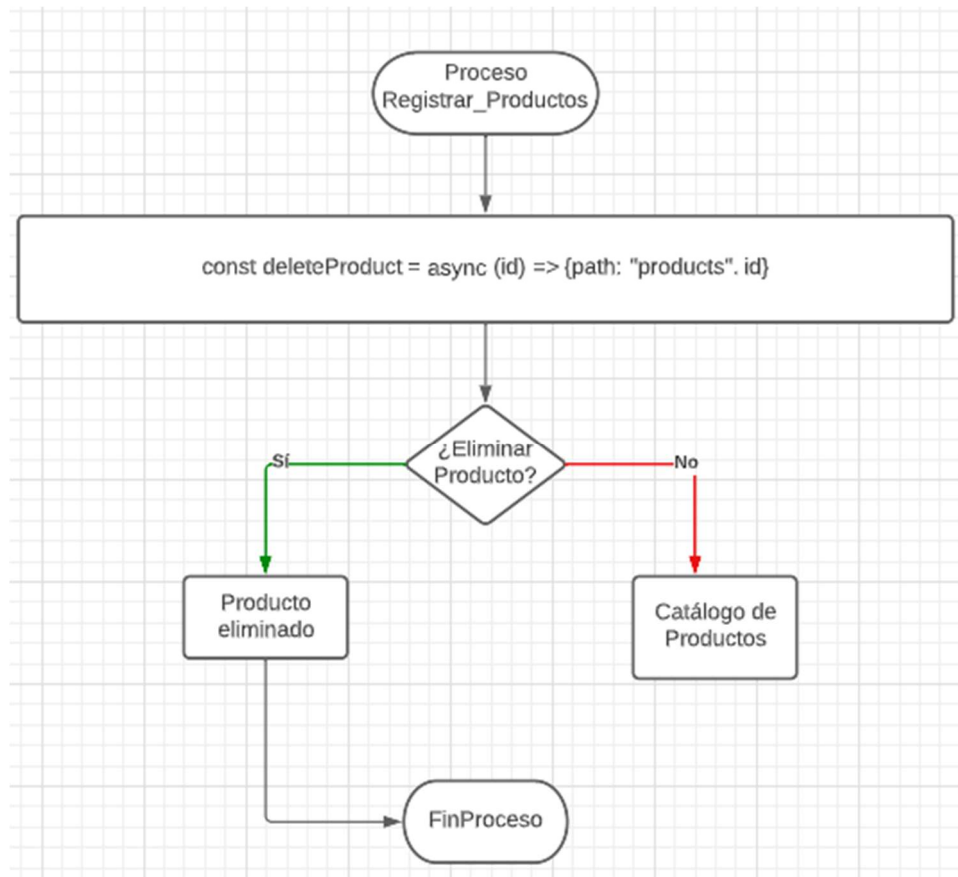 Proceso
Registrar_Productos
const deleteProduct = async (id) => {path: "products". id}
¿Eliminar
Producto?
Sí
No
Producto
eliminado
Catálogo de
Productos
FinProceso